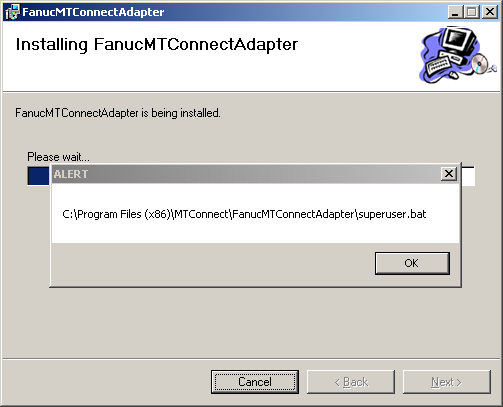 FanucMTConnectAdapter
Installing FanucMTConnectAdapter
FanucMTConnectAdapter is being installed.
Please wait...
ALERT
C:\Program Files (x86)\MTConnect\FanucMTConnectAdapter\superuser.bat
OK
Cancel
< Back
Next >